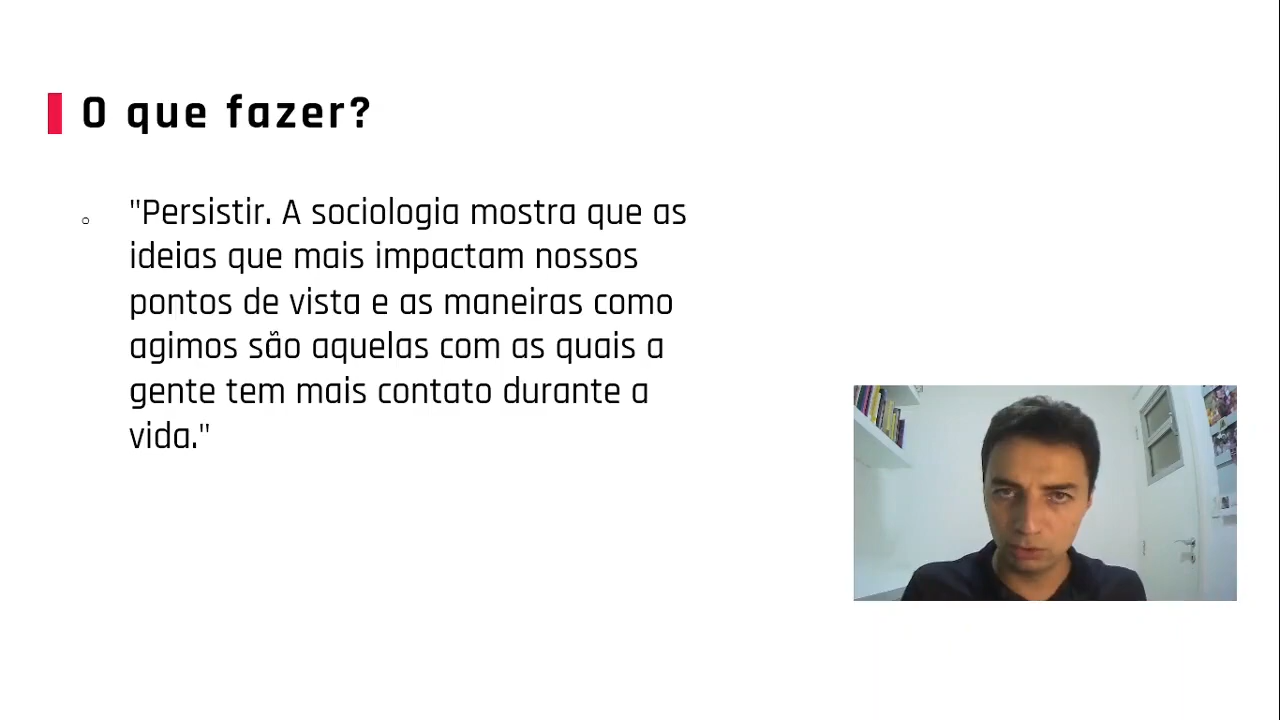 O que fazer?
"Persistir. A sociologia mostra que as
ideias que mais impactam nossos
pontos de vista e as maneiras como
agimos são aquelas com as quais a
gente tem mais contato durante a
vida."